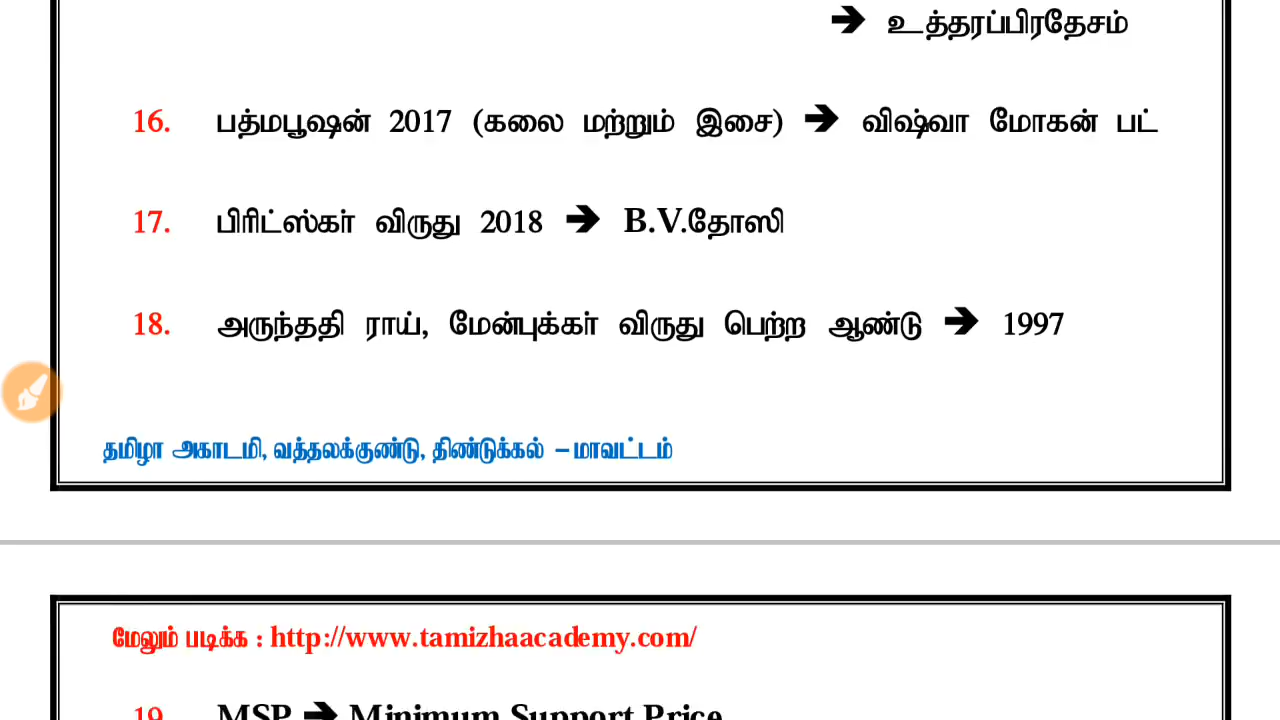 ➔ உத்தரப்பிரதேசம்
16. பத்மபூஷன் 2017 (கலை மற்றும் இசை) ➔ விஷ்வா மோகன் பட்
17. பிரிட்ஸ்கர் விருது 2018 ➔ B.V.தோஸி
18. அருந்ததி ராய், மேன்புக்கர் விருது பெற்ற ஆண்டு ➔ 1997
தமிழா அகாடமி, வத்தலக்குண்டு, திண்டுக்கல் – மாவட்டம்
மேலும் படிக்க : http://www.tamizhaacademy.com/
19. MSP ➔ Minimum Support Price